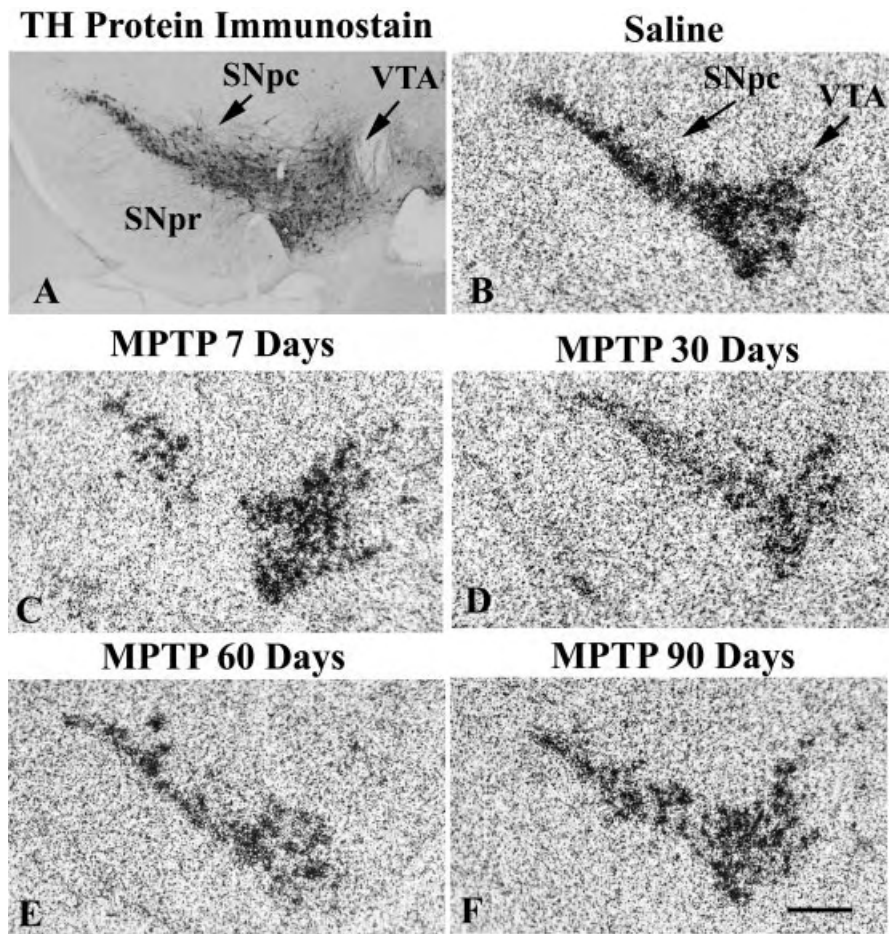 TH Protein Immunostain
Saline
SNpc
VTA
SNpr
A
SNpc
VTA
B
MPTP 7 Days
MPTP 30 Days
C
D
MPTP 60 Days
MPTP 90 Days
E
F